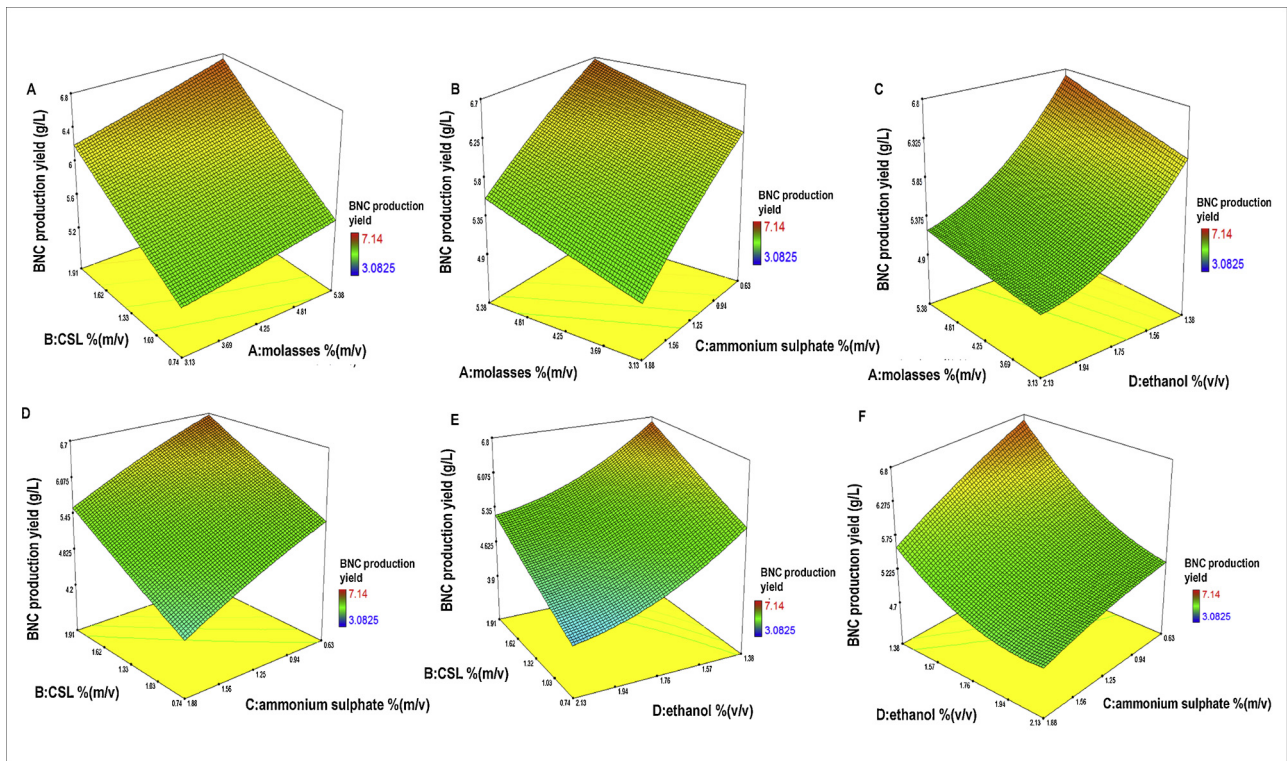 A
BNC production yield (g/L)
6.8
6.4
6
5.6
5.2
1.91
1.62
1.33
1.03
0.74
3.13
3.69
4.25
4.81
5.38
B:CSL %(m/v)
A:molasses %(m/v)
BNC production
yield
7.14
3.0825
B
BNC production yield (g/L)
6.7
6.25
5.8
5.35
4.9
5.38
4.81
4.25
3.69
3.13
1.88
1.56
1.25
0.94
0.63
A:molasses %(m/v)
C:ammonium sulphate %(m/v)
BNC production
yield
7.14
3.0825
C
BNC production yield (g/L)
6.8
6.325
5.85
5.375
4.9
5.38
4.81
4.25
3.69
3.13
2.13
1.94
1.75
1.56
1.38
A:molasses %(m/v)
D:ethanol %(v/v)
BNC production
yield
7.14
3.0825
D
BNC production yield (g/L)
6.7
6.075
5.45
4.825
4.2
1.91
1.62
1.33
1.03
0.74
1.88
1.56
1.25
0.94
0.63
B:CSL %(m/v)
C:ammonium sulphate %(m/v)
BNC production
yield
7.14
3.0825
E
BNC production yield (g/L)
6.8
6.075
5.35
4.625
3.9
1.91
1.62
1.32
1.03
0.74
2.13
1.94
1.76
1.57
1.38
B:CSL %(m/v)
D:ethanol %(v/v)
BNC production
yield
7.14
3.0825
F
BNC production yield (g/L)
6.8
6.275
5.75
5.225
4.7
1.38
1.57
1.76
1.94
2.13
1.88
1.56
1.25
0.94
0.63
D:ethanol %(v/v)
C:ammonium sulphate %(m/v)
BNC production
yield
7.14
3.0825